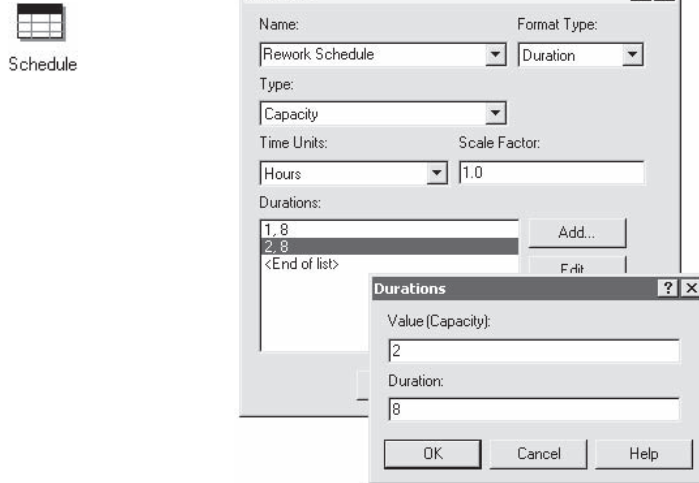 Schedule
Name:
Format Type:
Rework Schedule
Duration
Type:
Capacity
Time Units:
Scale Factor:
Hours
1.0
Durations:
1, 8
2, 8
<End of list>
Add...
Edit
Durations
?
Value (Capacity):
2
Duration:
8
OK
Cancel
Help